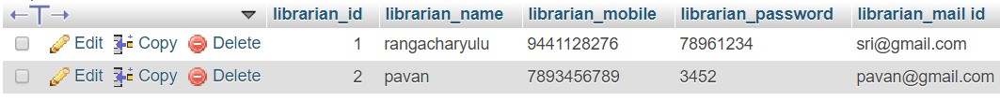 ←T→ librarian_id librarian_name librarian_mobile librarian_password librarian_mail id
Edit Copy Delete 1 rangacharyulu 9441128276 78961234 sri@gmail.com
Edit Copy Delete 2 pavan 7893456789 3452 pavan@gmail.com